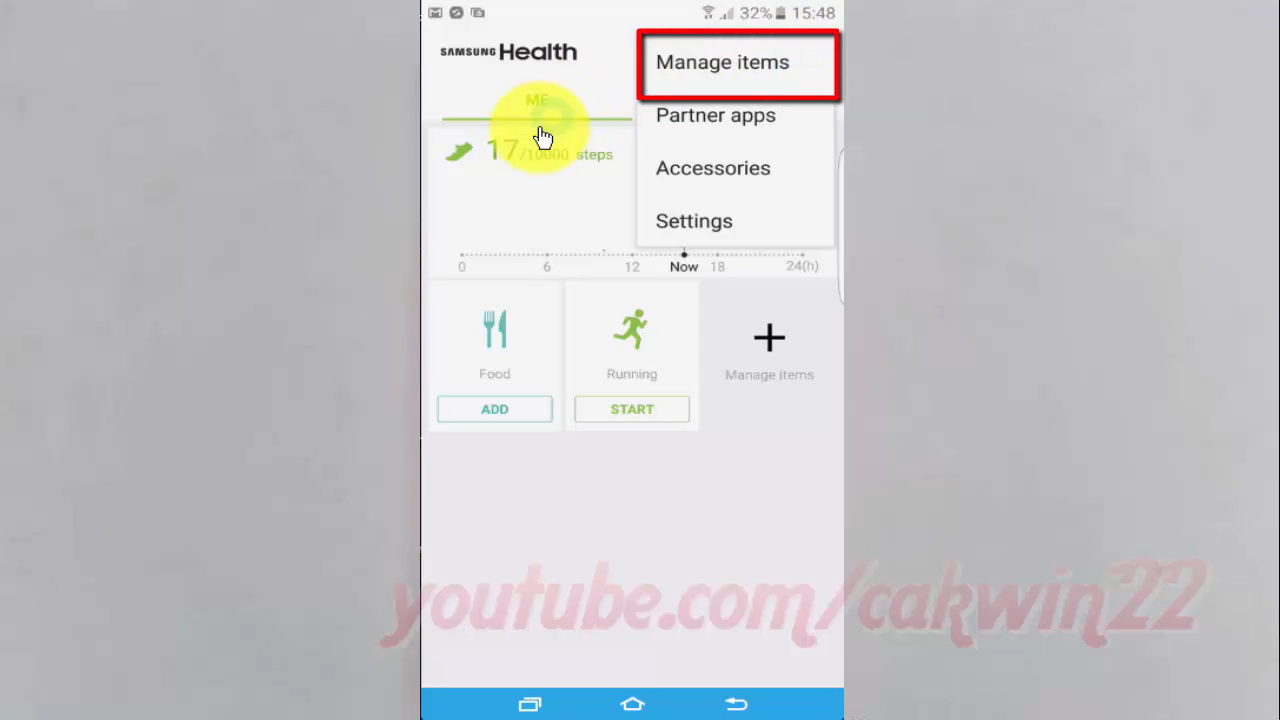 32% 15:48
SAMSUNG Health
Manage items
ME
Partner apps
17/10000 steps
Accessories
Settings
0 6 12 Now 18 24(h)
Food
Running
Manage items
ADD
START
youtube.com/cakwin22